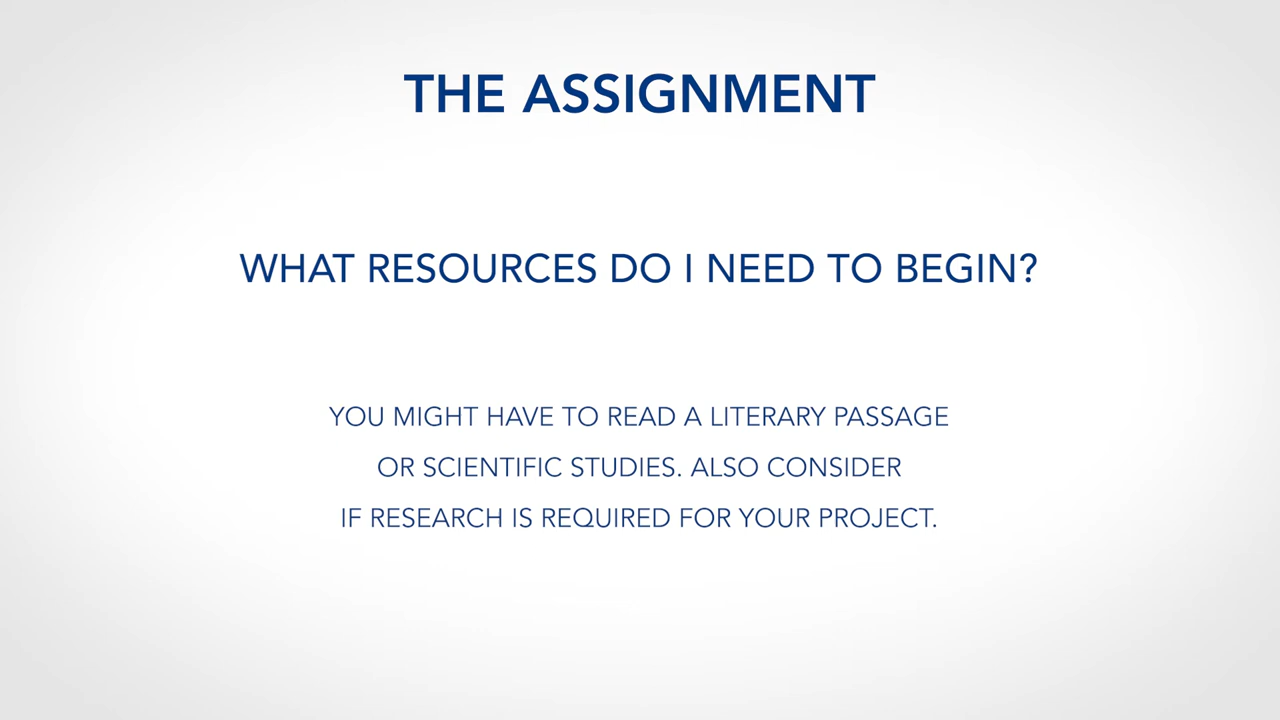 THE ASSIGNMENT
WHAT RESOURCES DO I NEED TO BEGIN?
YOU MIGHT HAVE TO READ A LITERARY PASSAGE
OR SCIENTIFIC STUDIES. ALSO CONSIDER
IF RESEARCH IS REQUIRED FOR YOUR PROJECT.